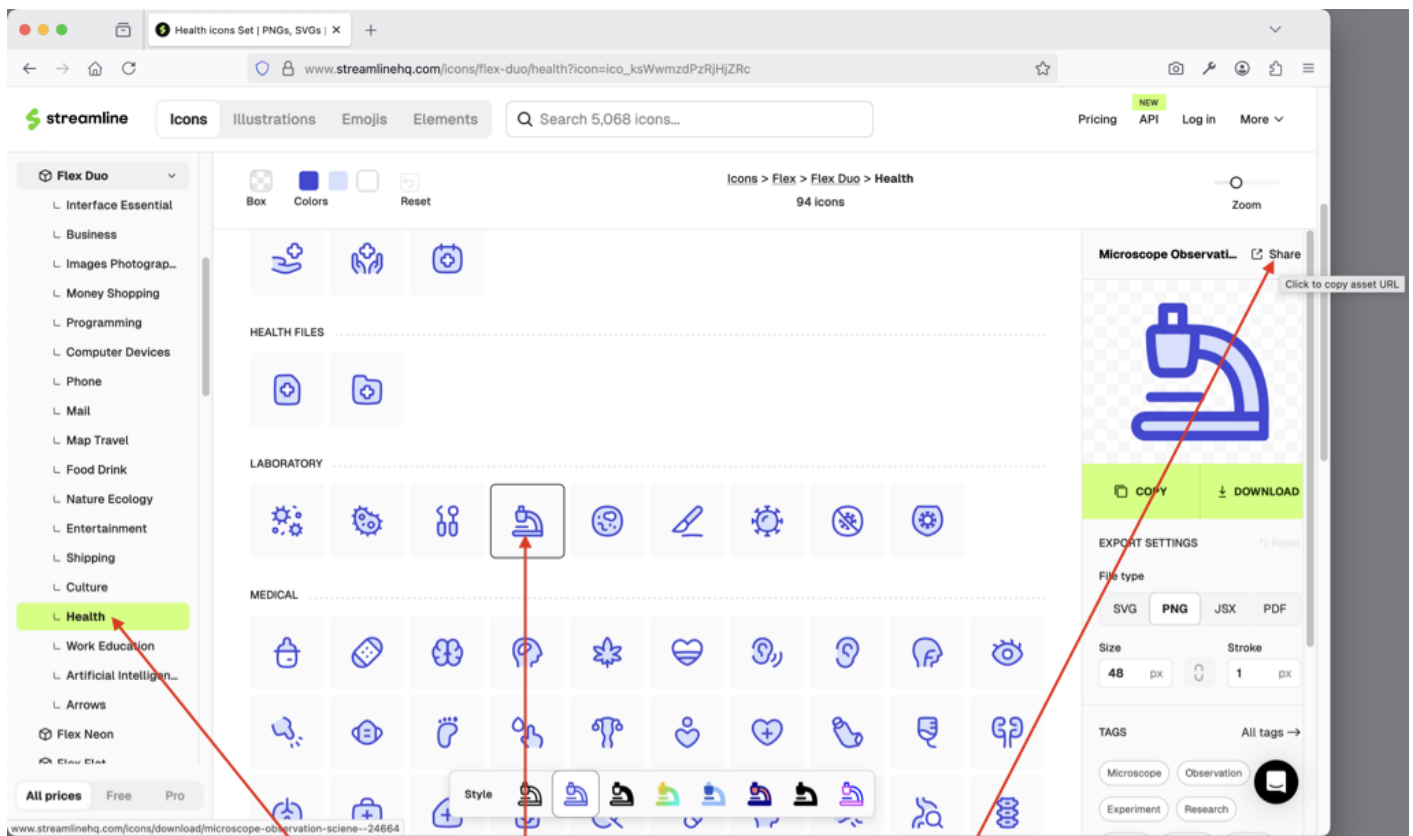 Health icons Set | PNGs, SVGs |
www.streamlinehq.com/icons/flex-duo/health?icon=ico_ksWwmzdPzRjHjZRc
streamline
Icons
Illustrations
Emojis
Elements
Search 5,068 icons...
Pricing
NEW
API
Log in
More
Flex Duo
Interface Essential
Business
Images Photograp...
Money Shopping
Programming
Computer Devices
Phone
Mail
Map Travel
Food Drink
Nature Ecology
Entertainment
Shipping
Culture
Health
Work Education
Artificial Intelligen...
Arrows
Flex Neon
Flex Flat
All prices
Free
Pro
www.streamlinehq.com/icons/download/microscope-observation-sciene--24664
Box
Colors
Reset
Icons > Flex > Flex Duo > Health
94 icons
Zoom
HEALTH FILES
LABORATORY
MEDICAL
Style
Microscope Observati...
Share
Click to copy asset URL
COPY
DOWNLOAD
EXPORT SETTINGS
Reset
File type
SVG
PNG
JSX
PDF
Size
Stroke
48 px
1 px
TAGS
All tags →
Microscope
Observation
Experiment
Research